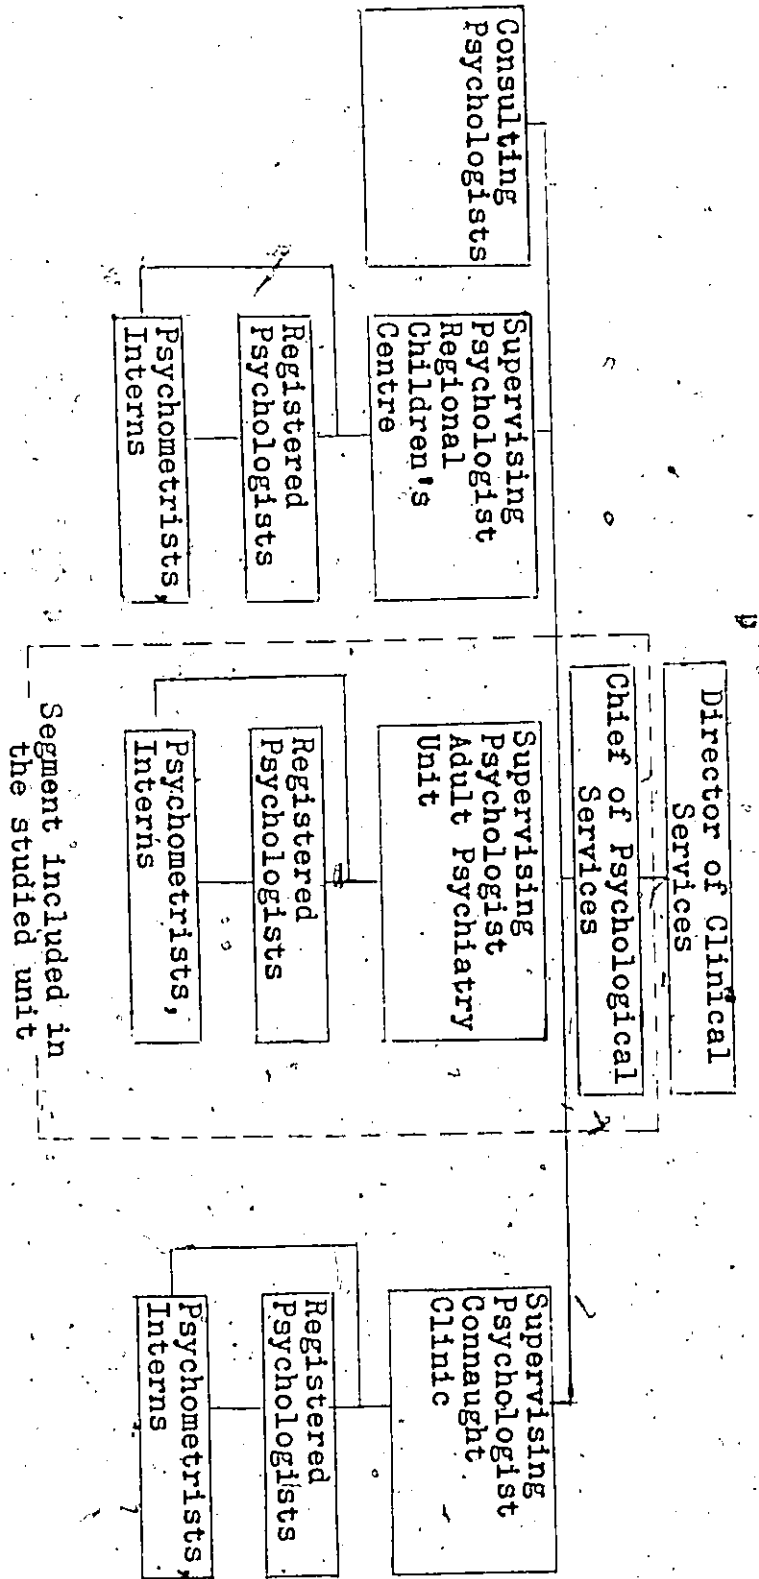 Director of Clinical
Services
Chief of Psychological
Services
Consulting
Psychologists
Supervising
Psychologist
Regional
Children's
Centre
Supervising
Psychologist
Adult Psychiatry
Unit
Supervising
Psychologist
Connaught
Clinic
Registered
Psychologists
Registered
Psychologists
Registered
Psychologists
Psychometrists,
Interns
Psychometrists,
Interns
Psychometrists,
Interns
Segment included in
the studied unit